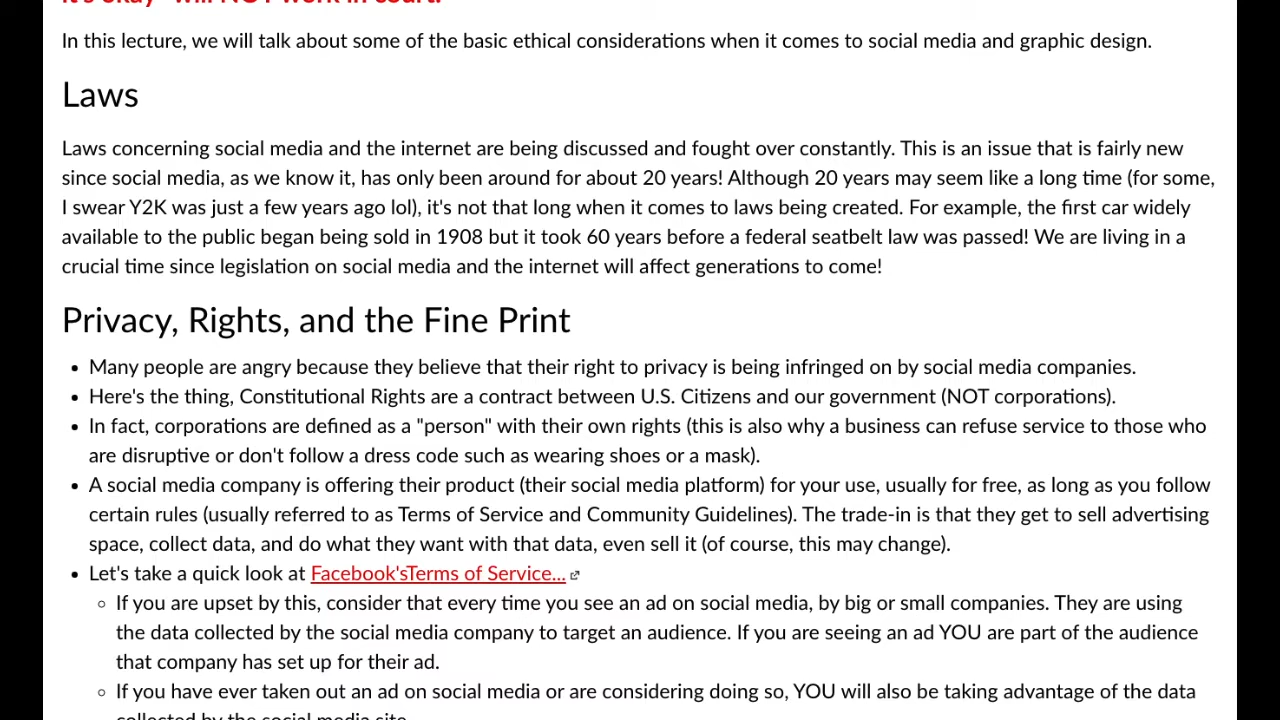 it's okay" will NOT work in court.
In this lecture, we will talk about some of the basic ethical considerations when it comes to social media and graphic design.
Laws
Laws concerning social media and the internet are being discussed and fought over constantly. This is an issue that is fairly new
since social media, as we know it, has only been around for about 20 years! Although 20 years may seem like a long time (for some,
I swear Y2K was just a few years ago lol), it's not that long when it comes to laws being created. For example, the first car widely
available to the public began being sold in 1908 but it took 60 years before a federal seatbelt law was passed! We are living in a
crucial time since legislation on social media and the internet will affect generations to come!
Privacy, Rights, and the Fine Print
• Many people are angry because they believe that their right to privacy is being infringed on by social media companies.
• Here's the thing, Constitutional Rights are a contract between U.S. Citizens and our government (NOT corporations).
• In fact, corporations are defined as a "person" with their own rights (this is also why a business can refuse service to those who
are disruptive or don't follow a dress code such as wearing shoes or a mask).
• A social media company is offering their product (their social media platform) for your use, usually for free, as long as you follow
certain rules (usually referred to as Terms of Service and Community Guidelines). The trade-in is that they get to sell advertising
space, collect data, and do what they want with that data, even sell it (of course, this may change).
• Let's take a quick look at Facebook'sTerms of Service...
◦ If you are upset by this, consider that every time you see an ad on social media, by big or small companies. They are using
the data collected by the social media company to target an audience. If you are seeing an ad YOU are part of the audience
that company has set up for their ad.
◦ If you have ever taken out an ad on social media or are considering doing so, YOU will also be taking advantage of the data
collected by the social media site.